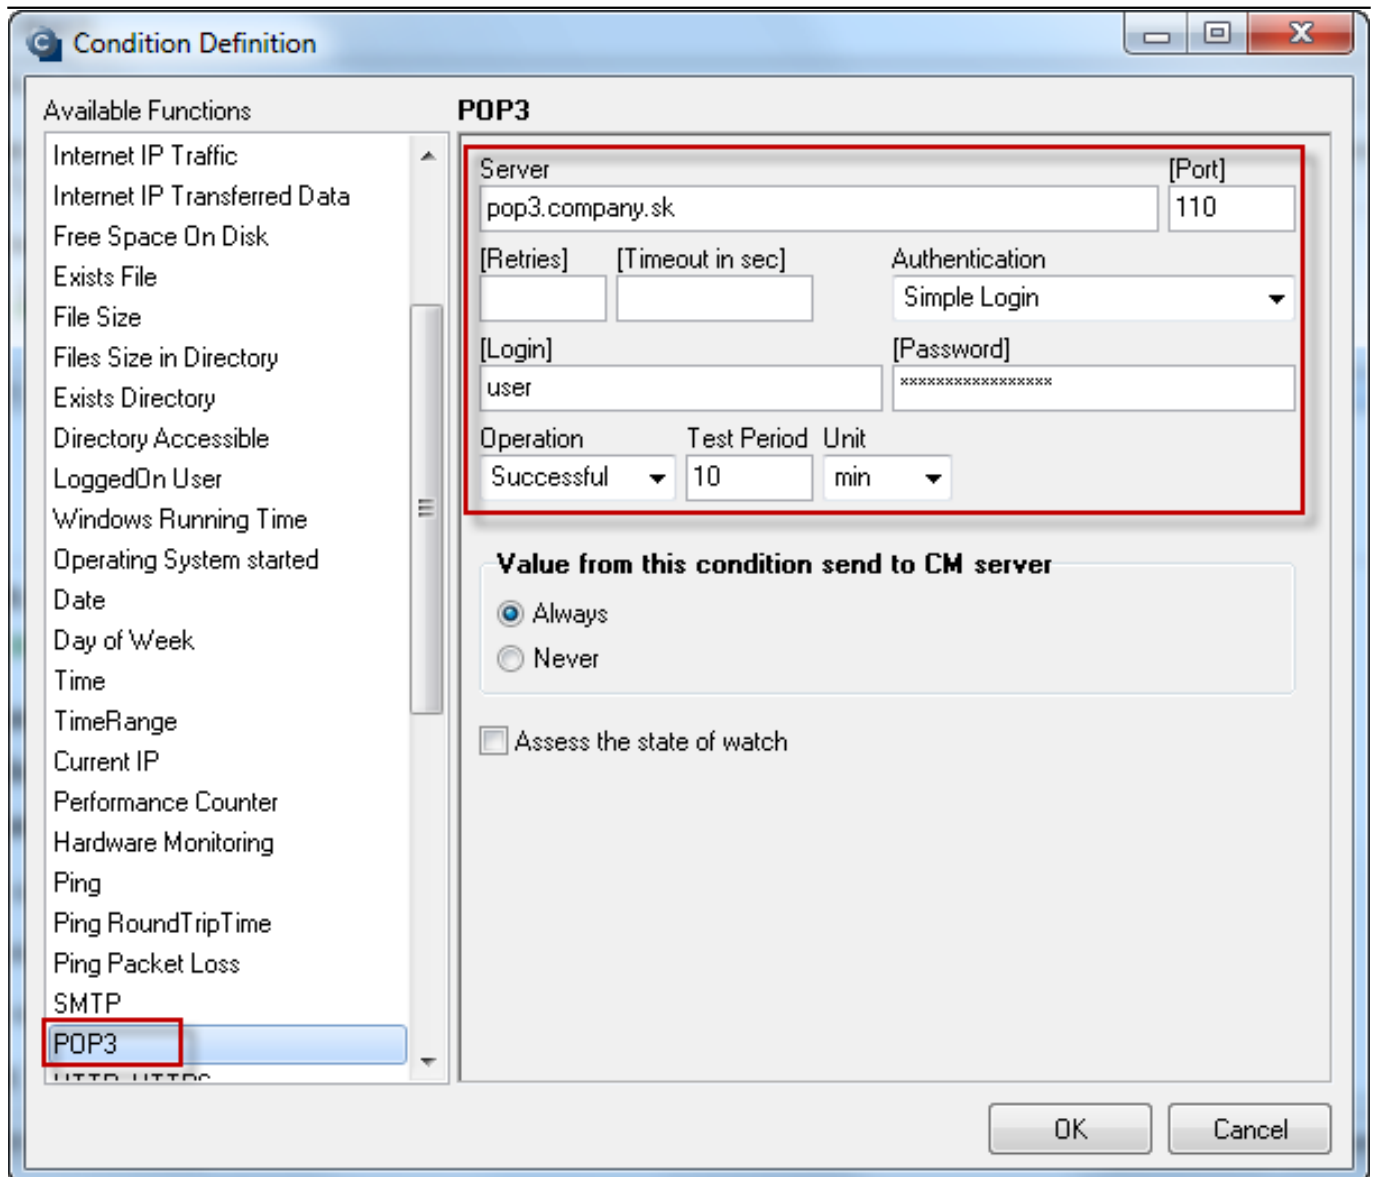 Condition Definition
Available Functions
Internet IP Traffic
Internet IP Transferred Data
Free Space On Disk
Exists File
File Size
Files Size in Directory
Exists Directory
Directory Accessible
LoggedOn User
Windows Running Time
Operating System started
Date
Day of Week
Time
TimeRange
Current IP
Performance Counter
Hardware Monitoring
Ping
Ping RoundTripTime
Ping Packet Loss
SMTP
POP3
POP3
Server [Port]
pop3.company.sk 110
[Retries] [Timeout in sec] Authentication
Simple Login
[Login] [Password]
user xxxxxxxxxxxxxxxxx
Operation Test Period Unit
Successful 10 min
Value from this condition send to CM server
Always
Never
Assess the state of watch
OK Cancel